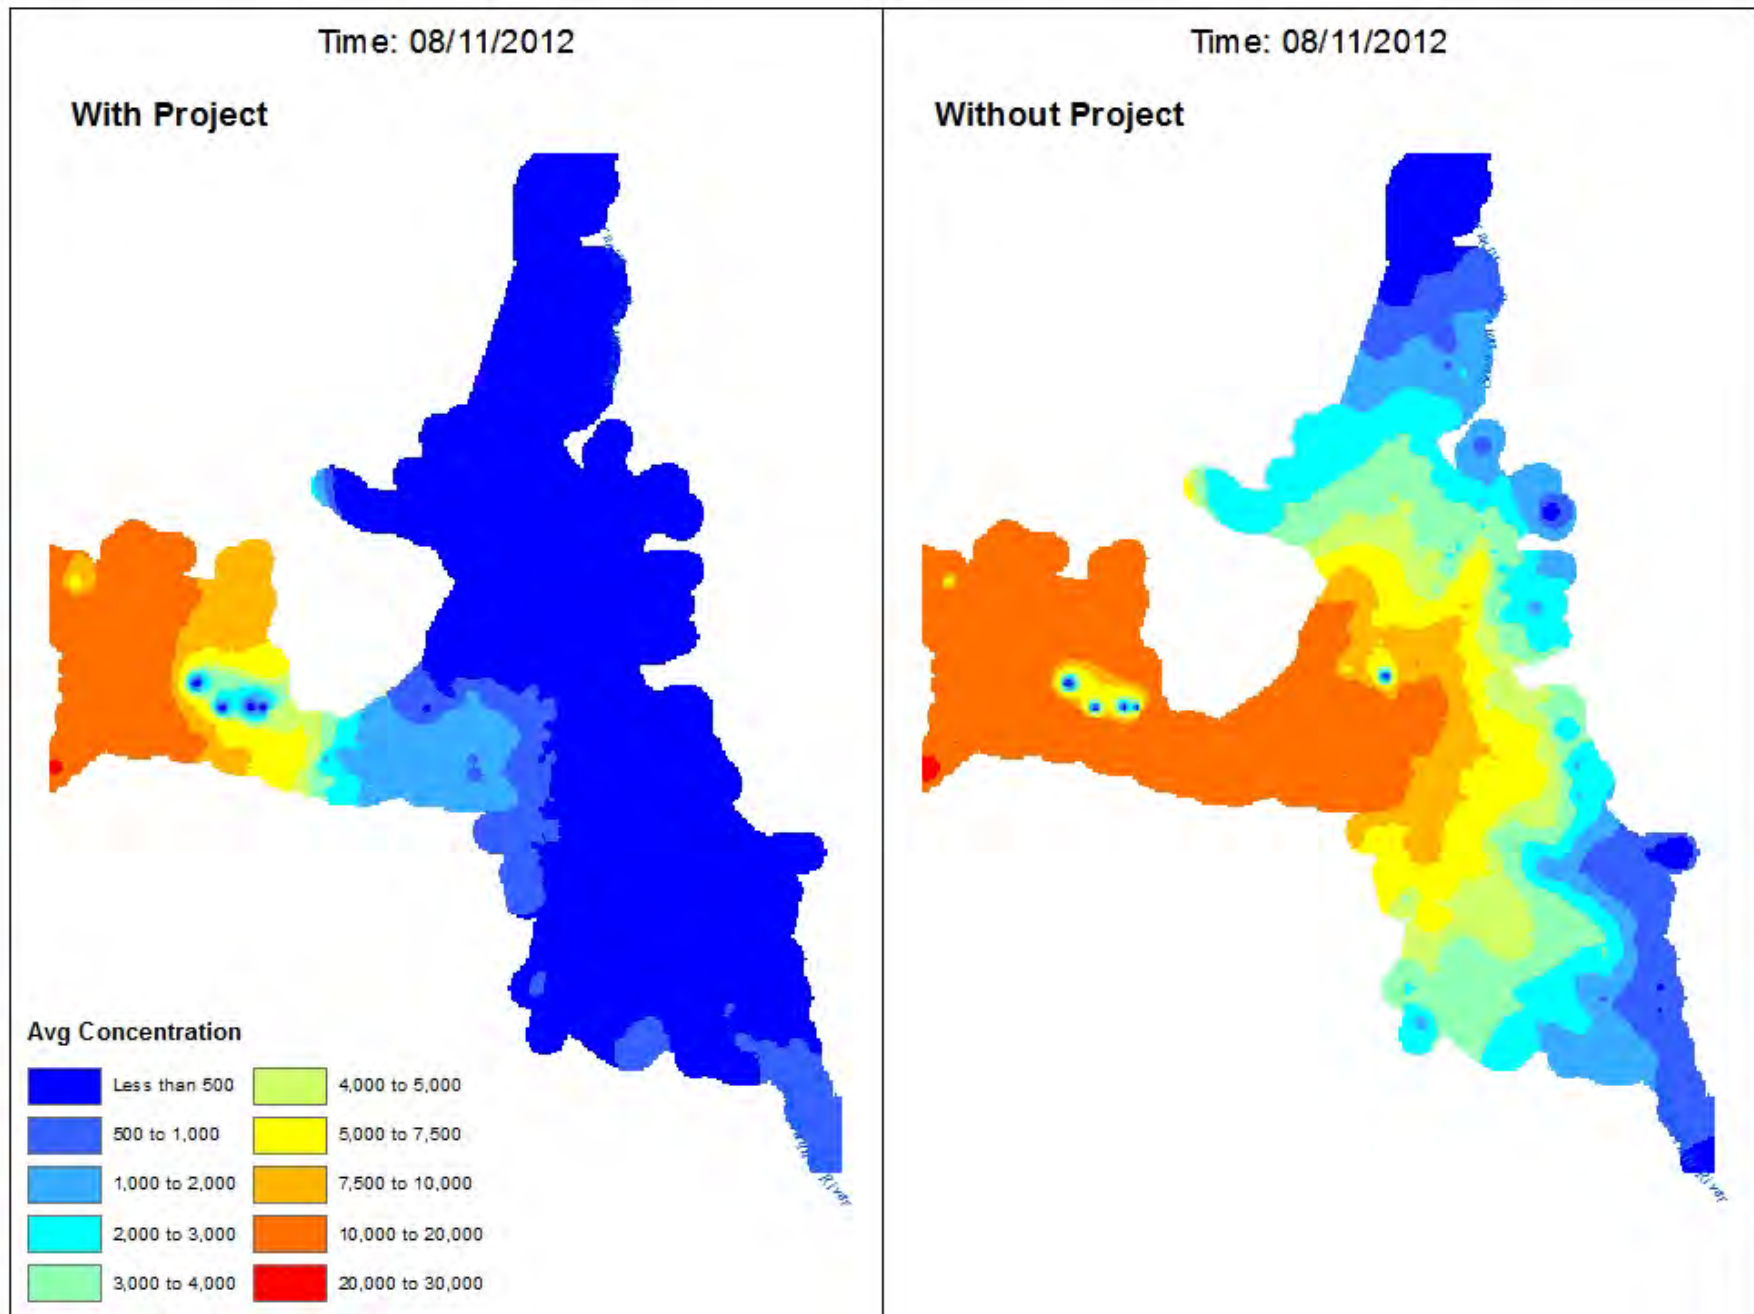 Time: 08/11/2012
With Project
Avg Concentration
Less than 500
500 to 1,000
1,000 to 2,000
2,000 to 3,000
3,000 to 4,000
4,000 to 5,000
5,000 to 7,500
7,500 to 10,000
10,000 to 20,000
20,000 to 30,000
River
Time: 08/11/2012
Without Project
River